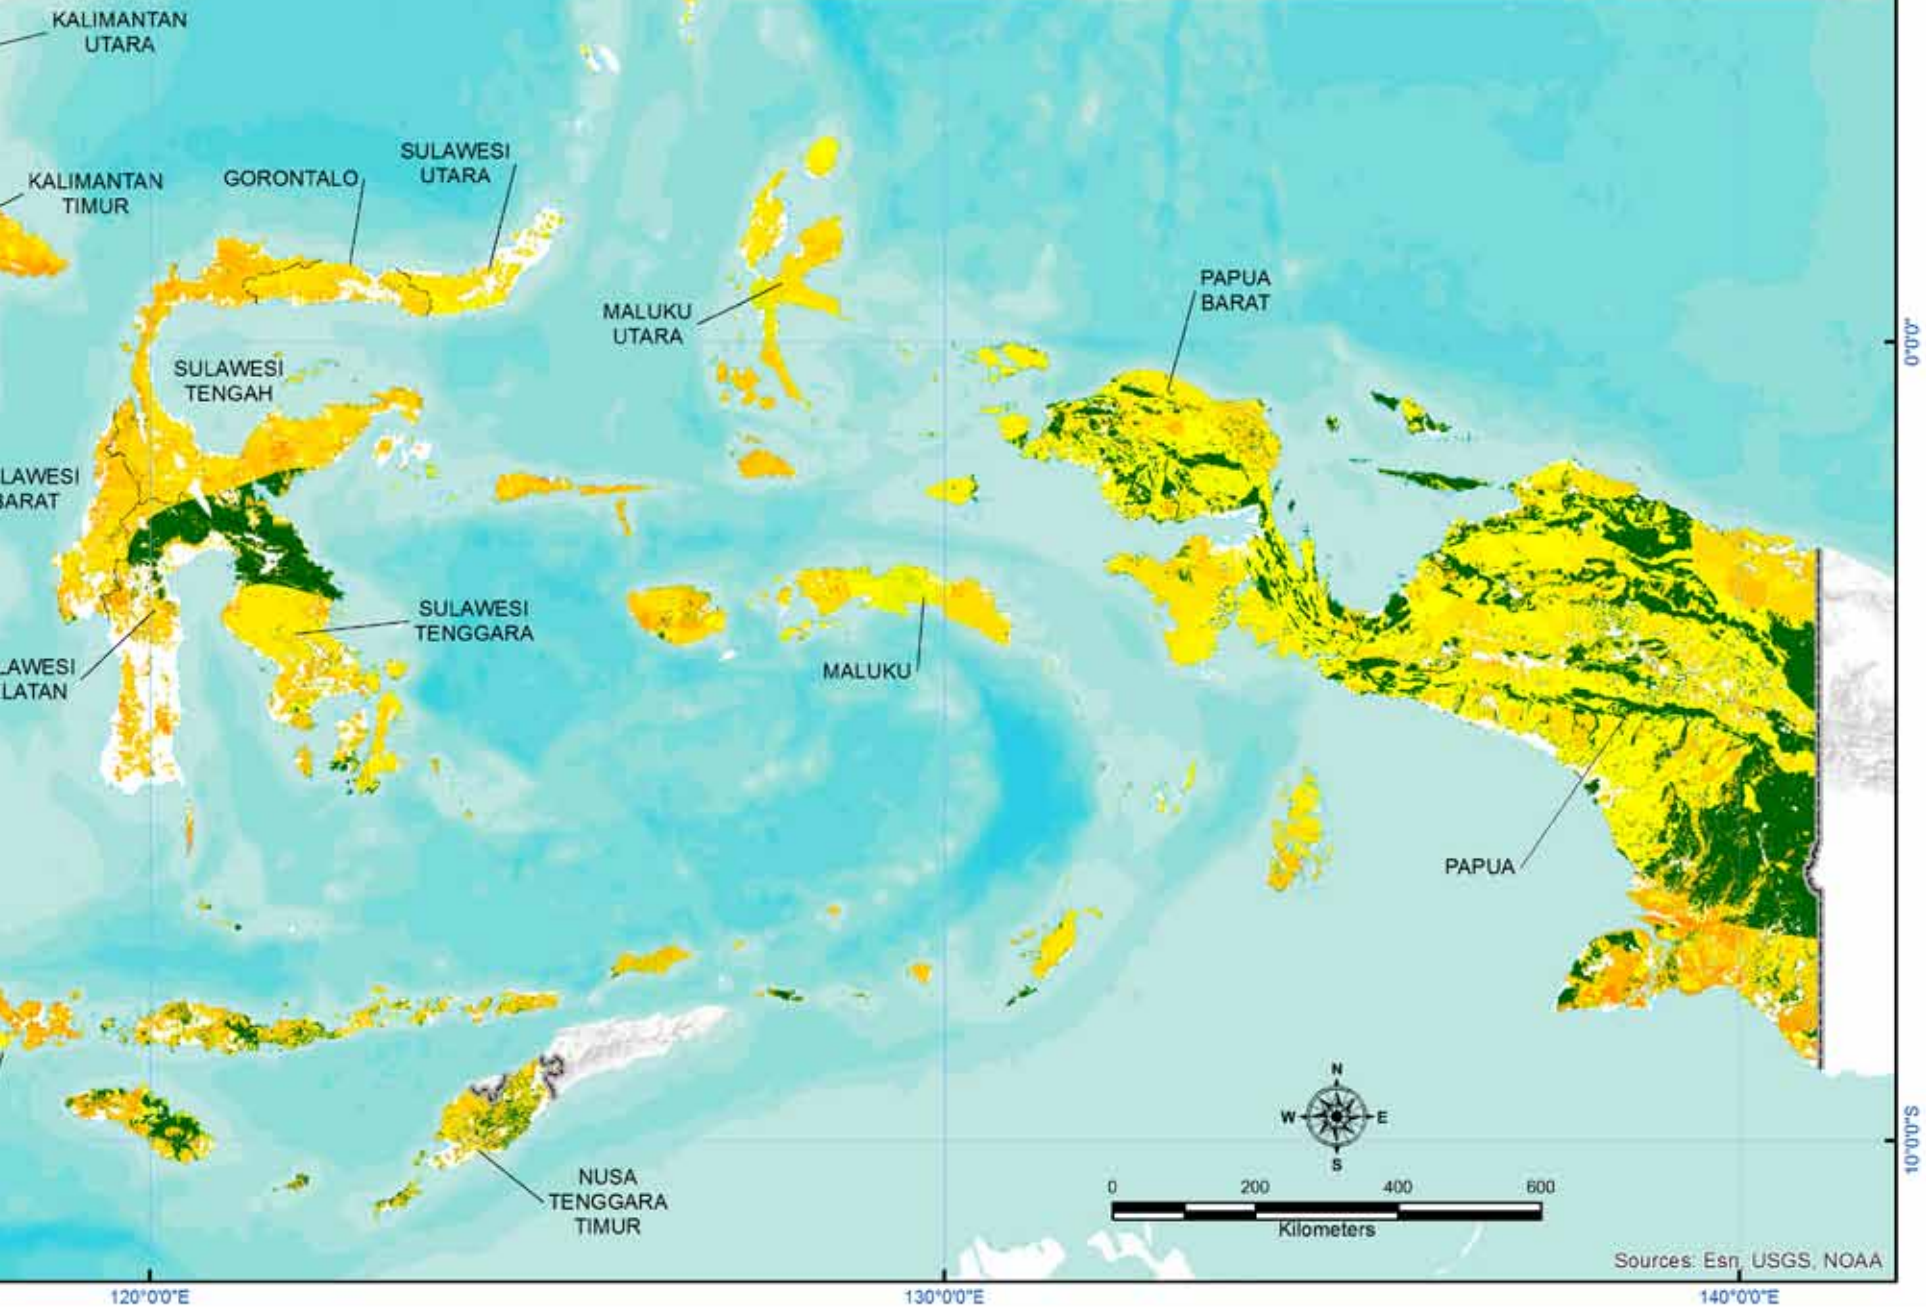 KALIMANTAN
UTARA
SULAWESI
UTARA
GORONTALO
KALIMANTAN
TIMUR
PAPUA
BARAT
MALUKU
UTARA
0°0'0"
SULAWESI
TENGAH
LAWESI
BARAT
SULAWESI
TENGGARA
LAWESI
LATAN
MALUKU
PAPUA
N
W E
S
10°0'0"S
NUSA
TENGGARA
TIMUR
0 200 400 600
Kilometers
Sources: Esri, USGS, NOAA
120°0'0"E 130°0'0"E 140°0'0"E